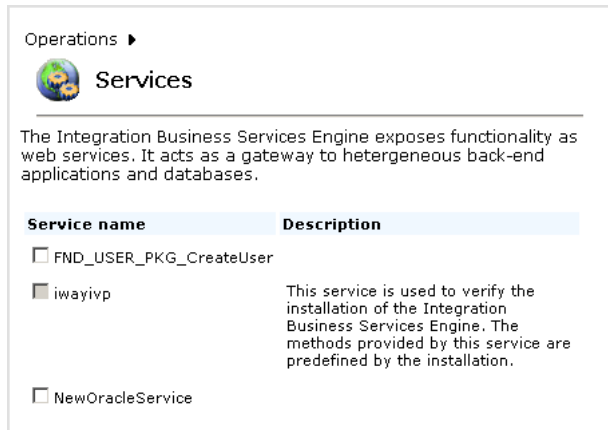 Operations
Services
The Integration Business Services Engine exposes functionality as
web services. It acts as a gateway to hetergeneous back-end
applications and databases.
Service name Description
FND_USER_PKG_CreateUser
iwayivp This service is used to verify the
installation of the Integration
Business Services Engine. The
methods provided by this service are
predefined by the installation.
NewOracleService